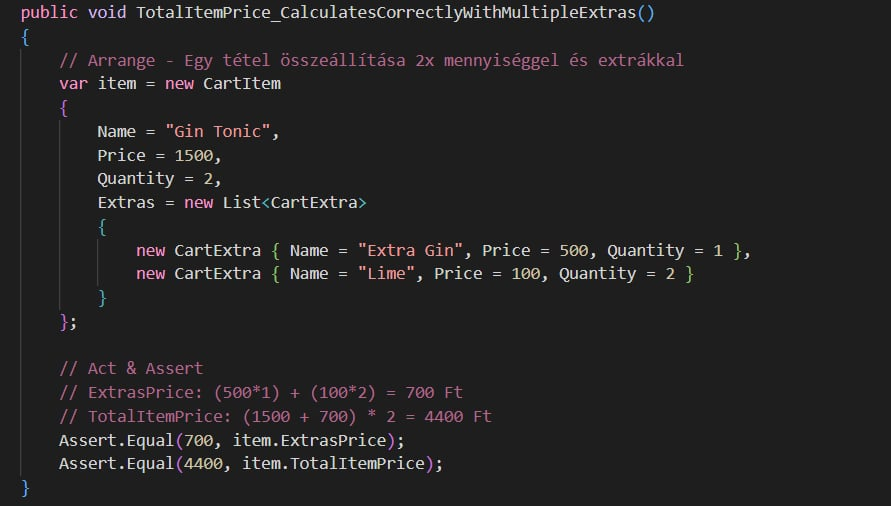 public void TotalItemPrice_CalculatesCorrectlyWithMultipleExtras()
{
    // Arrange - Egy tétel összeállítása 2x mennyiséggel és extrákkal
    var item = new CartItem
    {
        Name = "Gin Tonic",
        Price = 1500,
        Quantity = 2,
        Extras = new List<CartExtra>
        {
            new CartExtra { Name = "Extra Gin", Price = 500, Quantity = 1 },
            new CartExtra { Name = "Lime", Price = 100, Quantity = 2 }
        }
    };

    // Act & Assert
    // ExtrasPrice: (500*1) + (100*2) = 700 Ft
    // TotalItemPrice: (1500 + 700) * 2 = 4400 Ft
    Assert.Equal(700, item.ExtrasPrice);
    Assert.Equal(4400, item.TotalItemPrice);
}